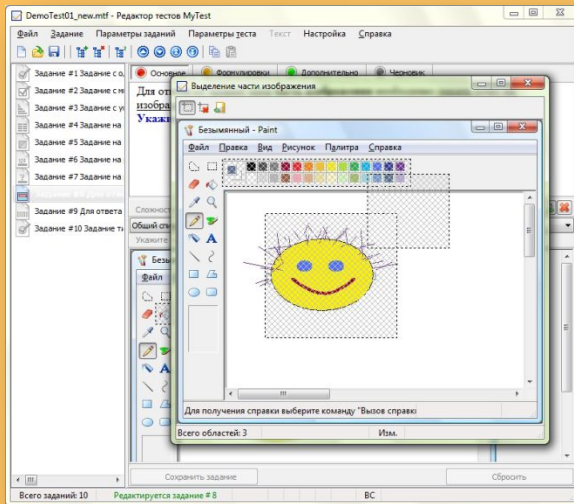 DemoTest01_new.mtf - Редактор тестов MyTest
Файл Задание Параметры заданий Параметры теста Текст Настройка Справка
Задание #1 Задание с о,
Задание #2 Задание с м
Задание #3 Задание с у
Задание #4 Задание на
Задание #5 Задание на
Задание #6 Задание на
Задание #7 Задание на
Задание #9 Для ответа
Задание #10 Задание ти
Основное Формулировки Дополнительно Черновик
Для от
изобра
Укажи
Сложност
Общий спи
Укажите
Безы
Файл
Выделение части изображения
Безымянный - Paint
Файл Правка Вид Рисунок Палитра Справка
Для получения справки выберите команду "Вызов справки
Всего областей: 3 Изм.
Сохранить задание Сбросить
Всего заданий: 10 Редактируется задание # 8 ВС